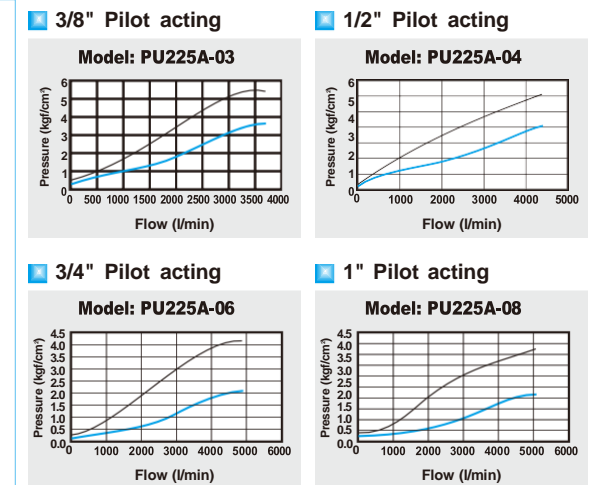 3/8" Pilot acting
Model: PU225A-03
Pressure (kgf/cm²)
6
5
4
3
2
1
0
0 500 1000 1500 2000 2500 3000 3500 4000
Flow (l/min)
1/2" Pilot acting
Model: PU225A-04
Pressure (kgf/cm²)
6
5
4
3
2
1
0
0 1000 2000 3000 4000 5000
Flow (l/min)
3/4" Pilot acting
Model: PU225A-06
Pressure (kgf/cm²)
4.5
4.0
3.5
3.0
2.5
2.0
1.5
1.0
0.5
0.0
0 1000 2000 3000 4000 5000 6000
Flow (l/min)
1" Pilot acting
Model: PU225A-08
Pressure (kgf/cm²)
4.5
4.0
3.5
3.0
2.5
2.0
1.5
1.0
0.5
0.0
0 1000 2000 3000 4000 5000 6000
Flow (l/min)